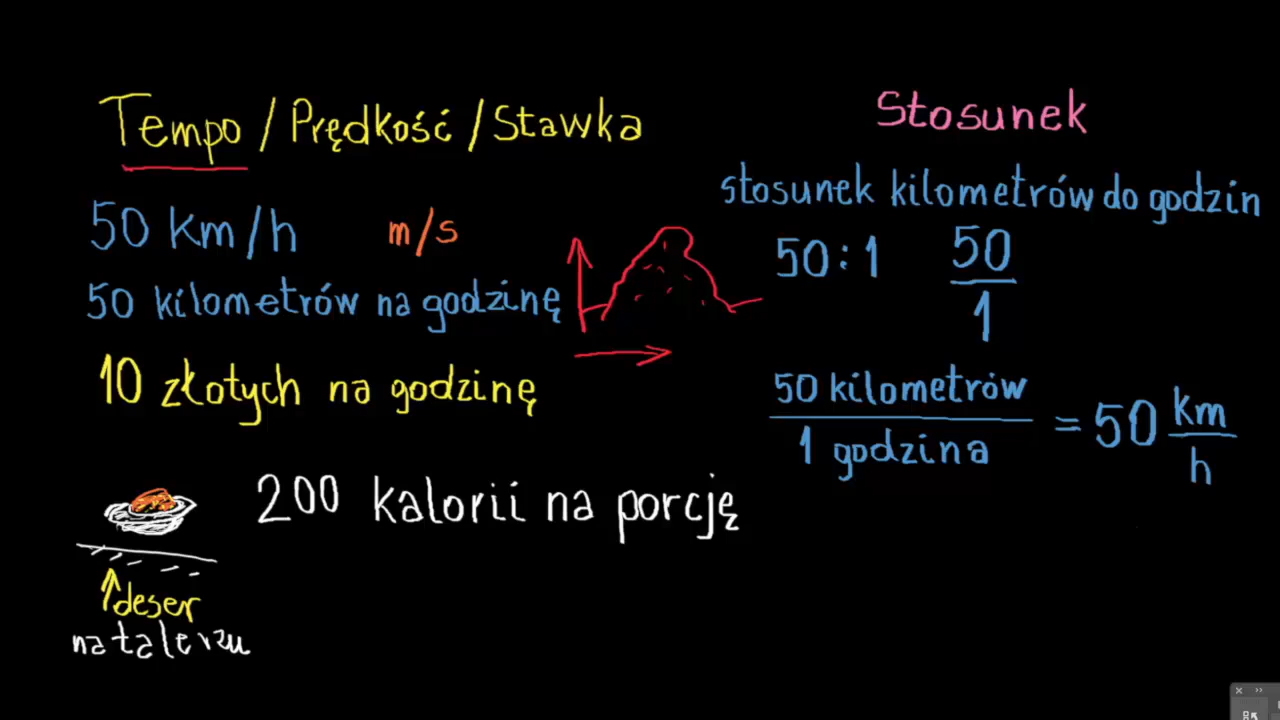 Tempo / Prędkość / Stawka
50 km/h
m/s
50 kilometrów na godzinę
10 złotych na godzinę
200 kalorii na porcję
deser
na talerzu
Stosunek
stosunek kilometrów do godzin
50 : 1
50
1
50 kilometrów
1 godzina
= 50 km
h